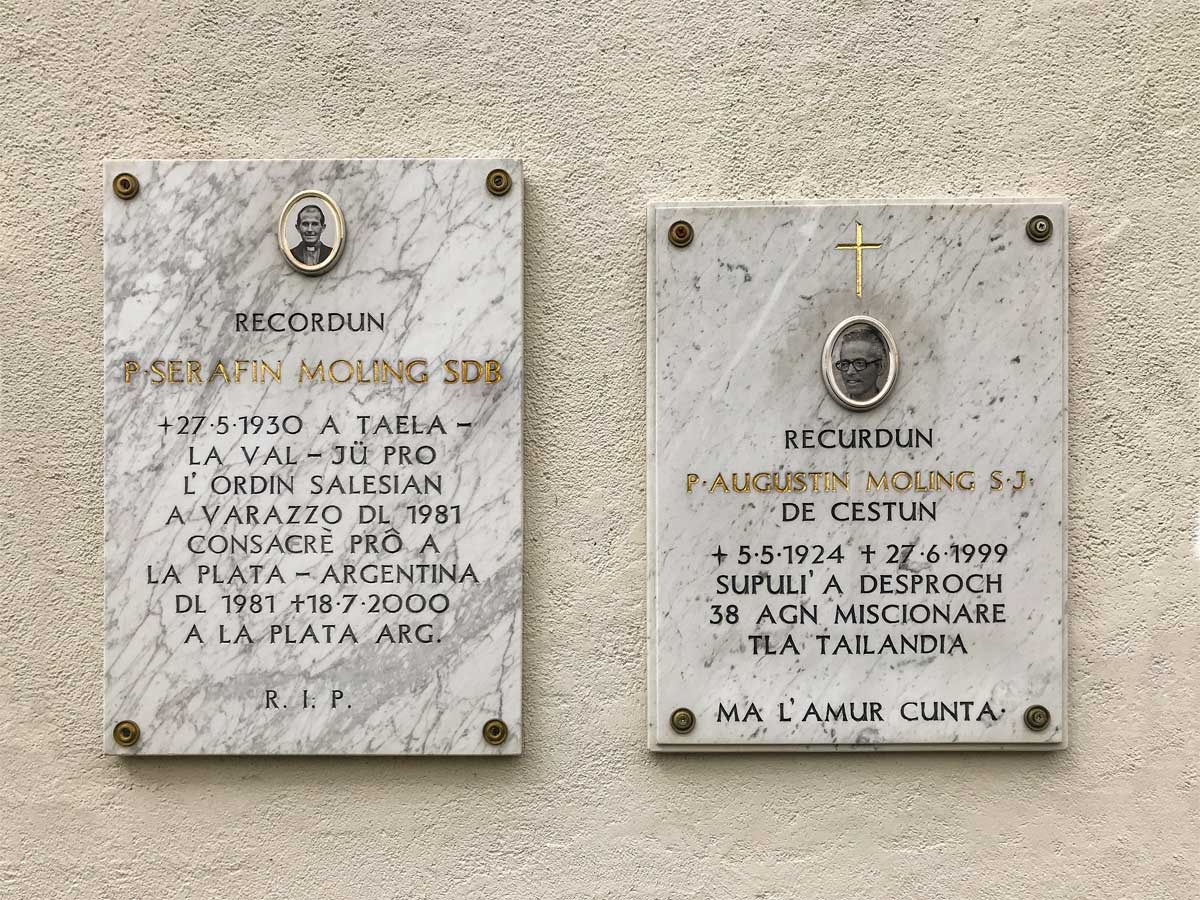 RECORDUN
P·SERAFIN MOLING SDB
+27·5·1930 A TAELA –
LA VAL – JÜ PRO
L' ORDIN SALESIAN
A VARAZZO DL 1981
CONSACRÈ PRÔ A
LA PLATA – ARGENTINA
DL 1981 +18·7·2000
A LA PLATA ARG.
R. I. P.
RECURDUN
P·AUGUSTIN MOLING S·J·
DE CESTUN
+ 5·5·1924 + 27·6·1999
SUPULI' A DESPROCH
38 AGN MISCIONARE
TLA TAILANDIA
MA L'AMUR CUNTA·